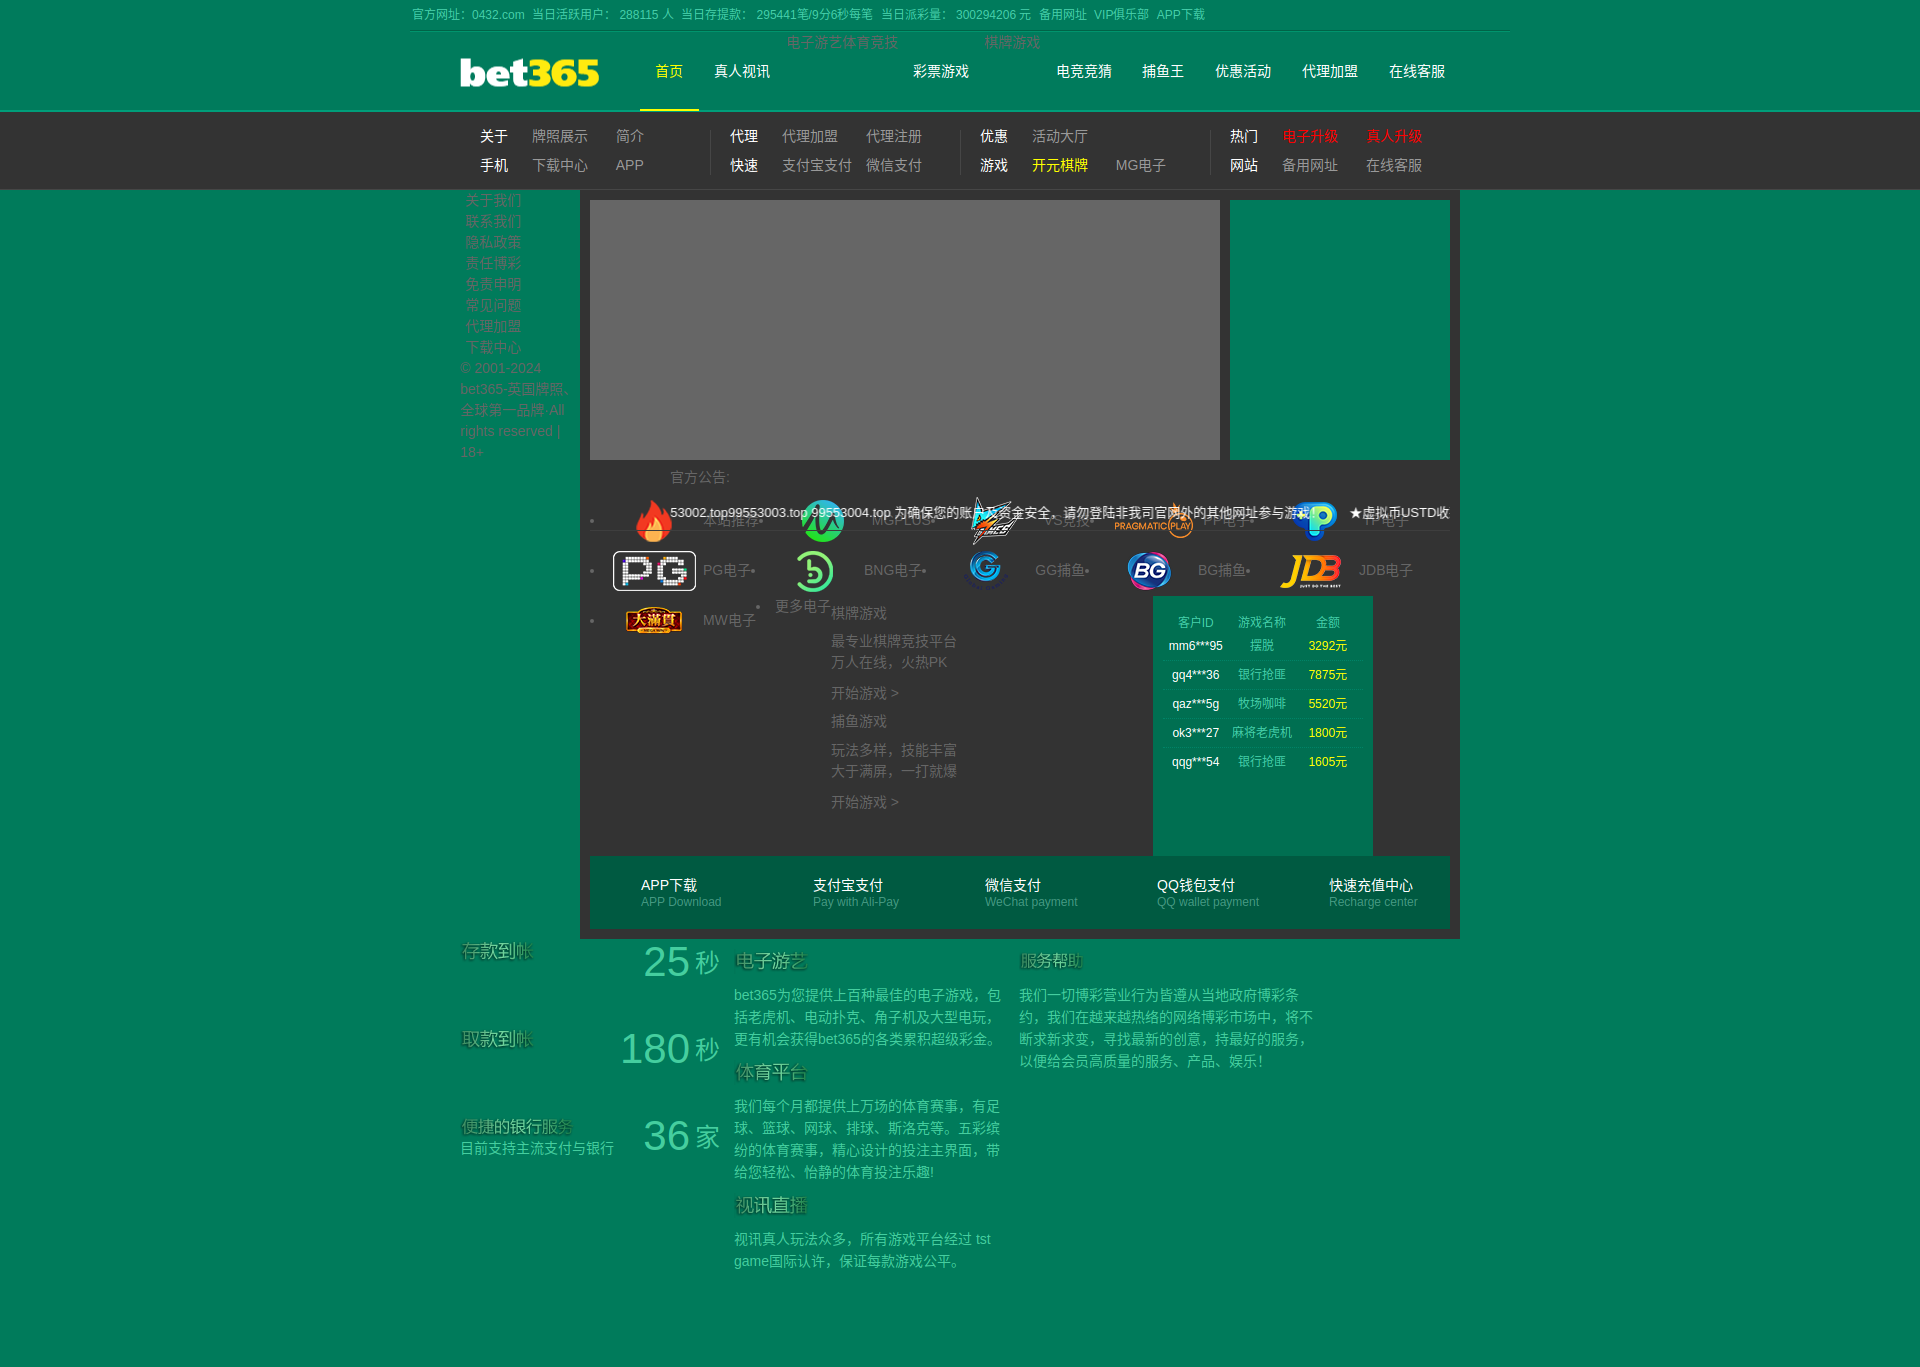 官方网址：0432.com 当日活跃用户： 288115 人 当日存提款： 295441笔/9分6秒每笔 当日派彩量： 300294206 元 备用网址 VIP俱乐部 APP下载
电子游艺体育竞技 棋牌游戏
bet365 首页 真人视讯 彩票游戏 电竞竞猜 捕鱼王 优惠活动 代理加盟 在线客服
关于 牌照展示 简介 代理 代理加盟 代理注册 优惠 活动大厅 热门 电子升级 真人升级
手机 下载中心 APP 快速 支付宝支付 微信支付 游戏 开元棋牌 MG电子 网站 备用网址 在线客服
关于我们
联系我们
隐私政策
责任博彩
免责申明
常见问题
代理加盟
下载中心
© 2001-2024
bet365·英国牌照、
全球第一品牌·All
rights reserved |
18+
官方公告:
53002.top99553003.top 99553004.top 为确保您的账户及资金安全，请勿登陆非我司官网外的其他网址参与游戏! ★虚拟币USTD收
本站推荐 MGPLUS VS竞技 PRAGMATIC PLAY PP电子 TP电子
PG PG电子 BNG电子 GG捕鱼 BG BG捕鱼 JDB JUST DO THE BEST JDB电子
大滿貫 MW电子 更多电子
棋牌游戏
最专业棋牌竞技平台
万人在线，火热PK
开始游戏 >
捕鱼游戏
玩法多样，技能丰富
大于满屏，一打就爆
开始游戏 >
客户ID 游戏名称 金额
mm6***95 摆脱 3292元
gq4***36 银行抢匪 7875元
qaz***5g 牧场咖啡 5520元
ok3***27 麻将老虎机 1800元
qqg***54 银行抢匪 1605元
APP下载 支付宝支付 微信支付 QQ钱包支付 快速充值中心
APP Download Pay with Ali-Pay WeChat payment QQ wallet payment Recharge center
存款到帐 25 秒
取款到帐 180 秒
便捷的银行服务 36 家
目前支持主流支付与银行
电子游艺
bet365为您提供上百种最佳的电子游戏，包
括老虎机、电动扑克、角子机及大型电玩，
更有机会获得bet365的各类累积超级彩金。
体育平台
我们每个月都提供上万场的体育赛事，有足
球、篮球、网球、排球、斯洛克等。五彩缤
纷的体育赛事，精心设计的投注主界面，带
给您轻松、怡静的体育投注乐趣!
视讯直播
视讯真人玩法众多，所有游戏平台经过 tst
game国际认许，保证每款游戏公平。
服务帮助
我们一切博彩营业行为皆遵从当地政府博彩条
约，我们在越来越热络的网络博彩市场中，将不
断求新求变，寻找最新的创意，持最好的服务，
以便给会员高质量的服务、产品、娱乐！